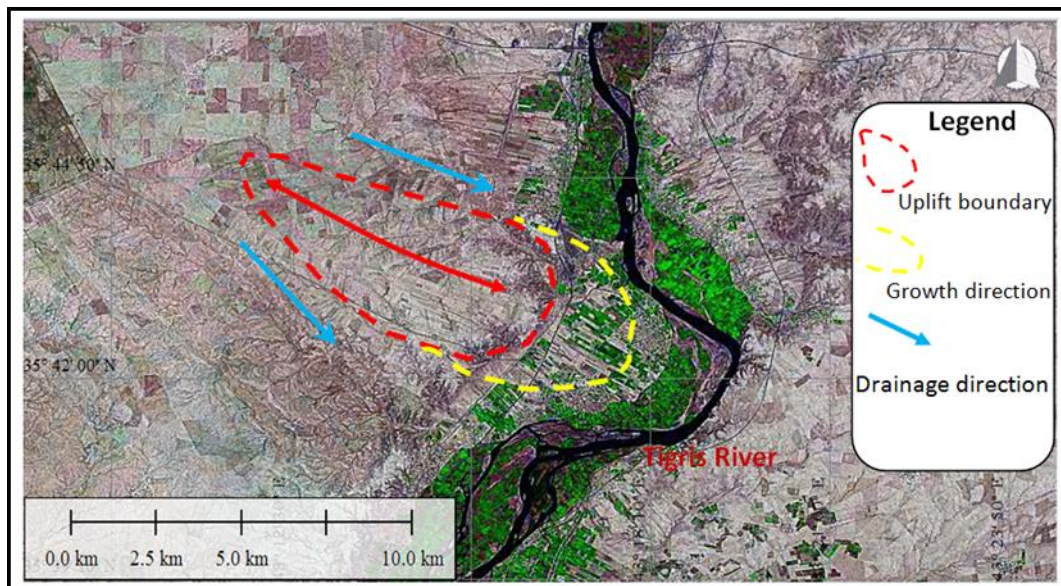 Legend
35° 44'50" N
Uplift boundary
Growth direction
35° 42' 00" N
Drainage direction
Tigris River
0.0 km 2.5 km 5.0 km 10.0 km